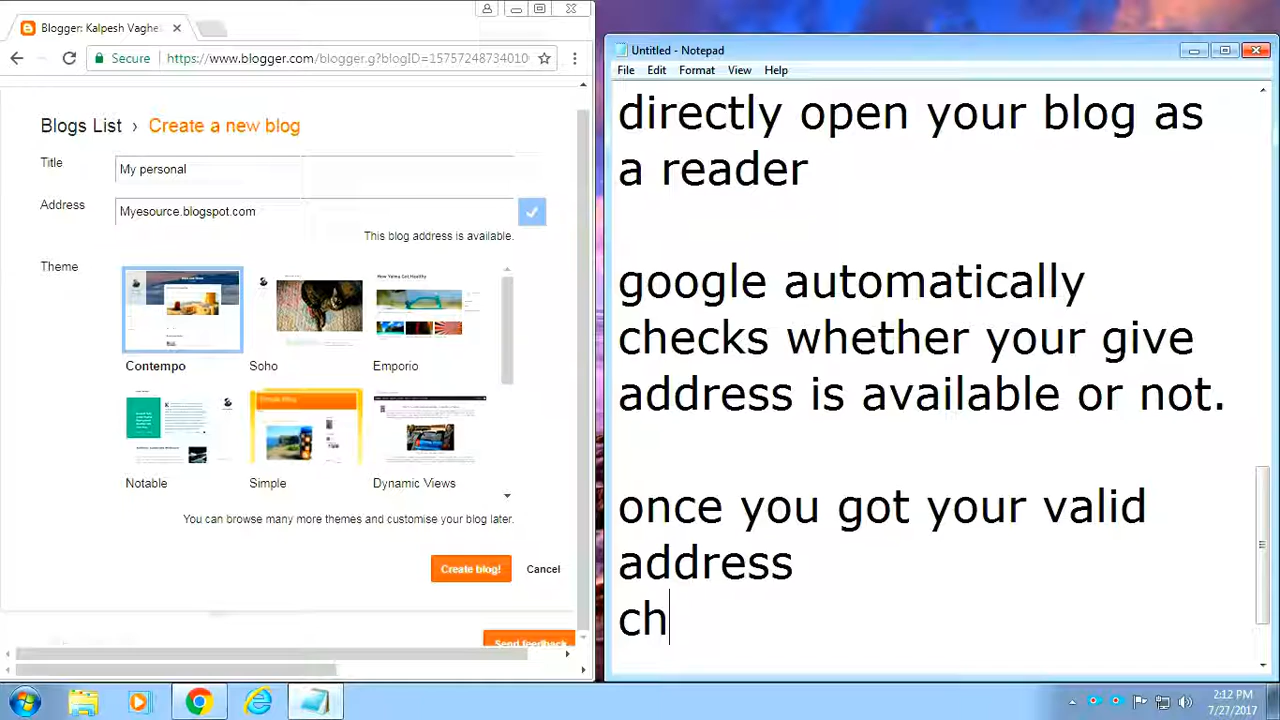 Blogger: Kalpesh Vaghe
Secure
https://www.blogger.com/blogger.g?blogID=15757248724010
Blogs List › Create a new blog
Title
My personal
Address
Myesource.blogspot.com
This blog address is available.
Theme
Contempo
Soho
Emporio
Notable
Simple
Dynamic Views
You can browse many more themes and customise your blog later.
Create blog!
Cancel
Send feedback
Untitled - Notepad
File Edit Format View Help
directly open your blog as
a reader
google automatically
checks whether your give
address is available or not.
once you got your valid
address
ch
2:12 PM
7/27/2017